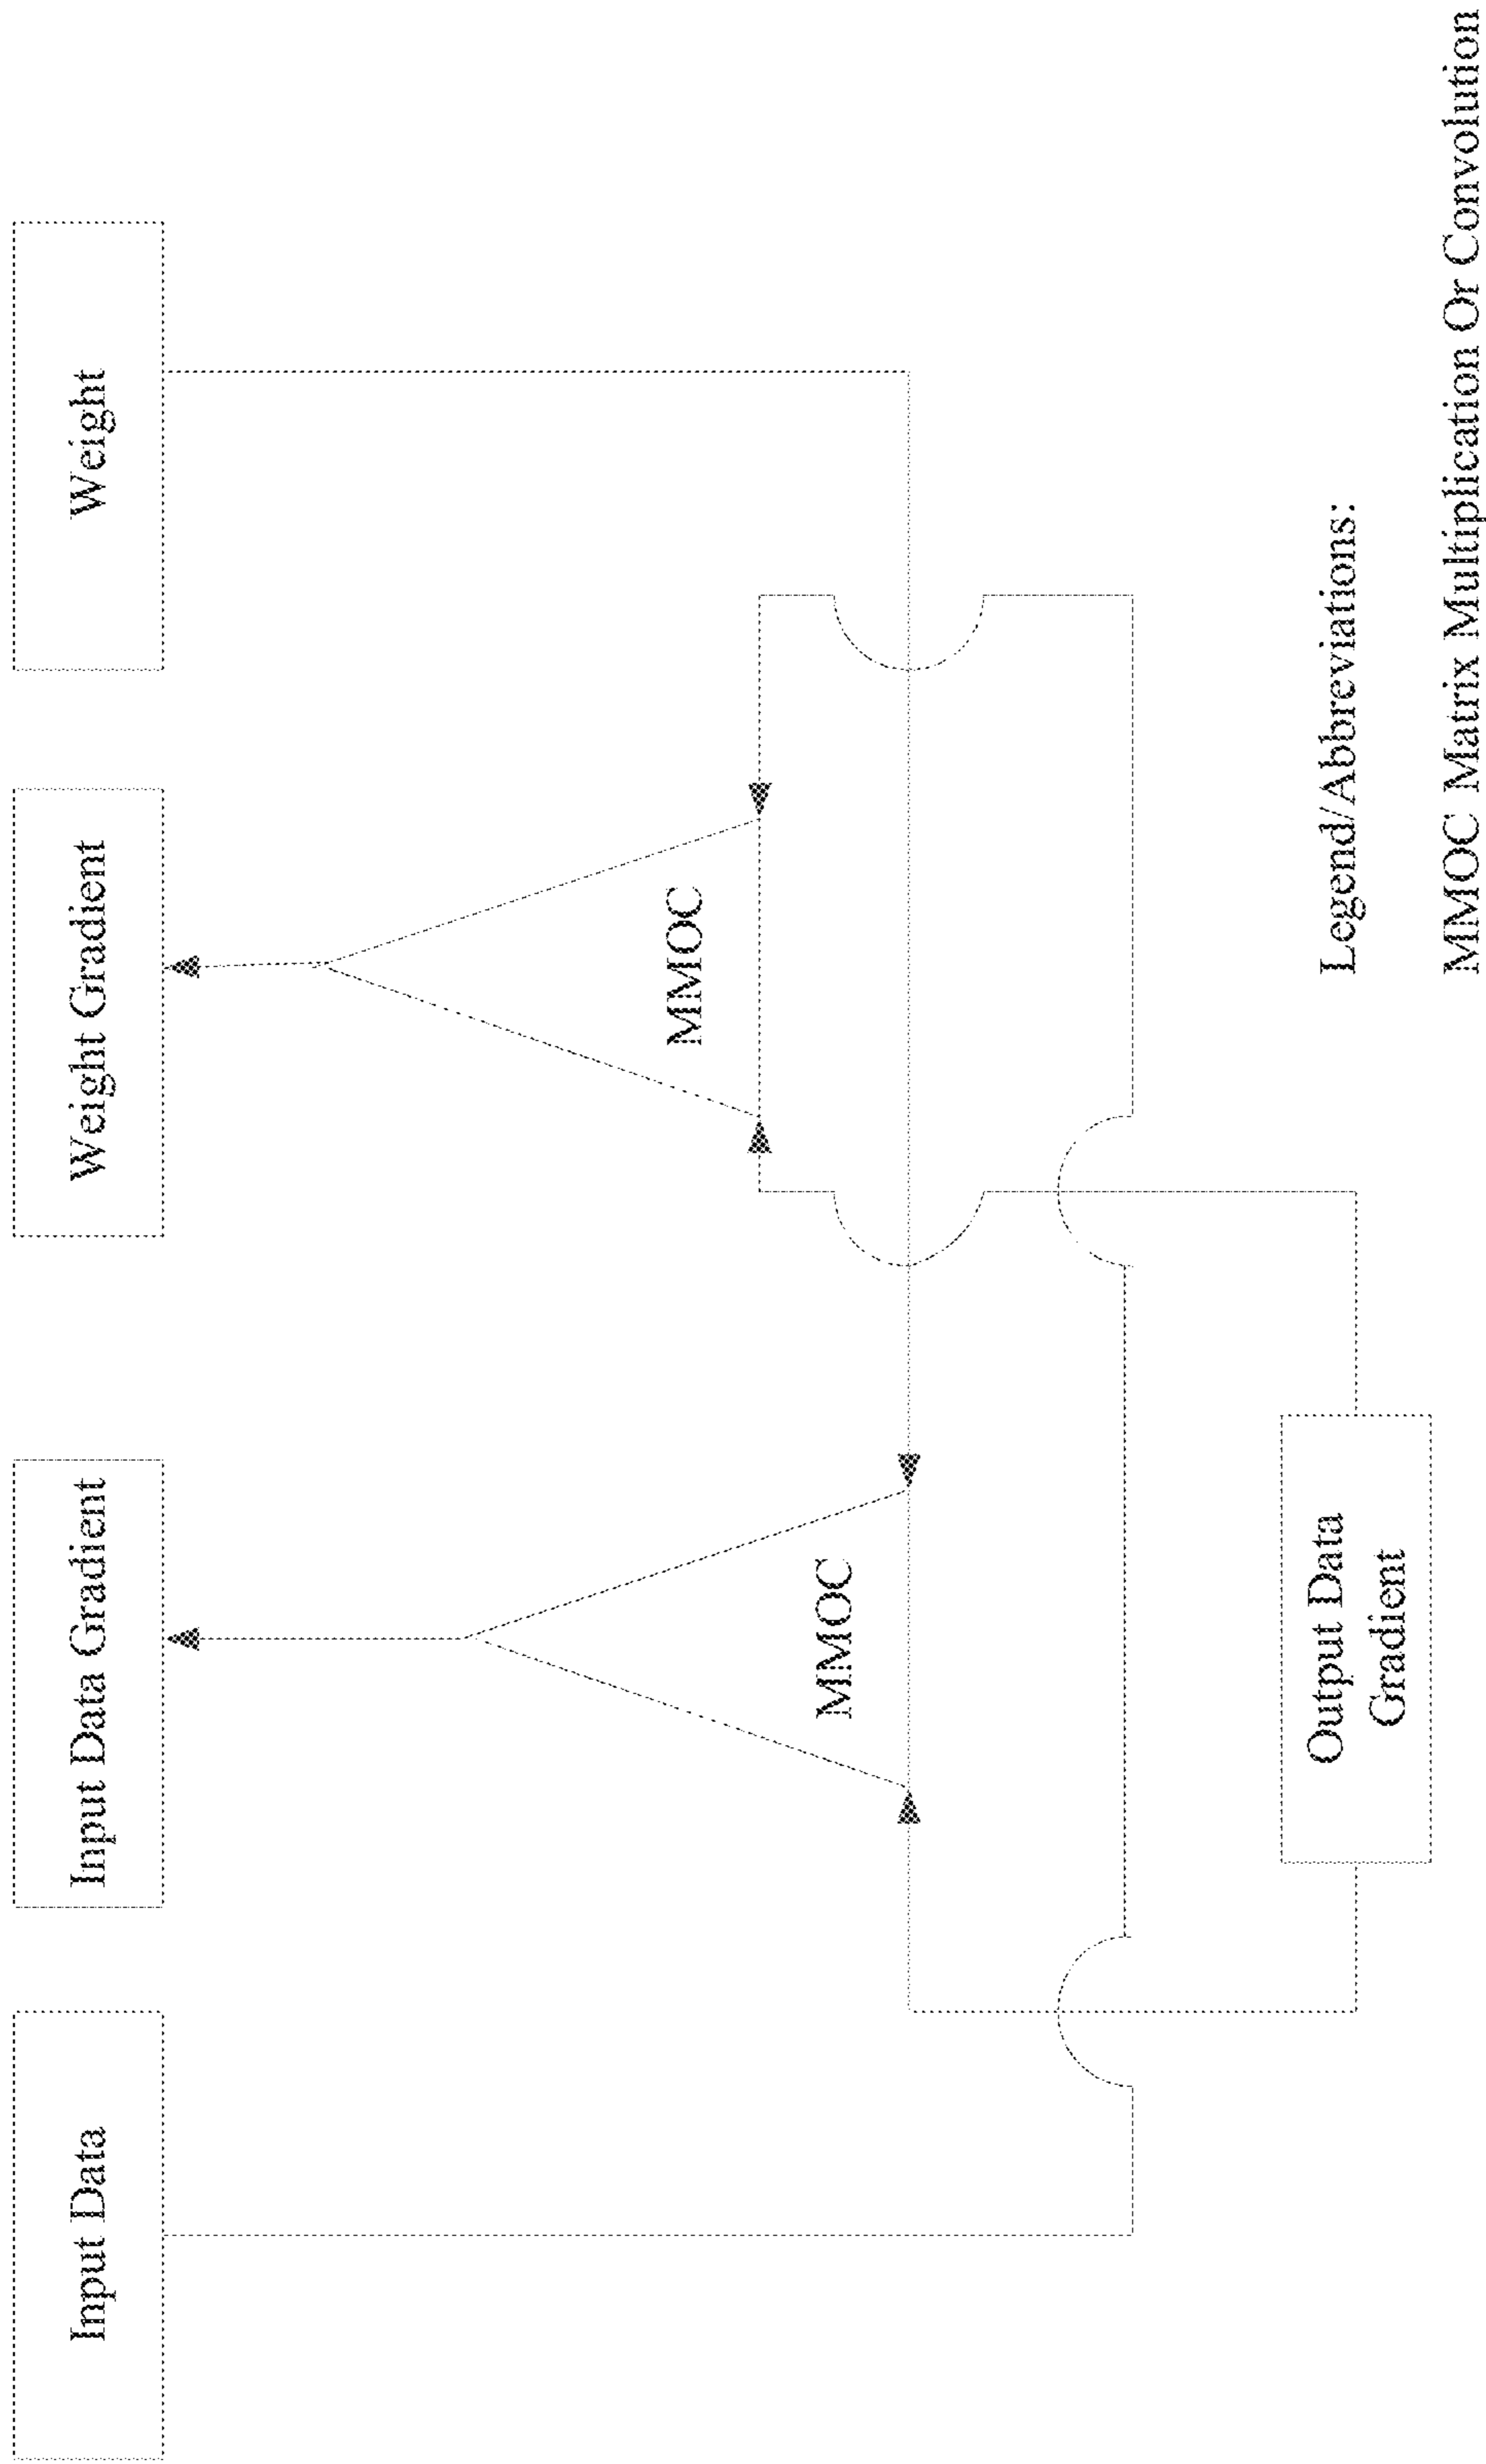 Input Data
Input Data Gradient
Weight Gradient
Weight
MMOC
MMOC
Output Data
Gradient
Legend/Abbreviations:
MMOC Matrix Multiplication Or Convolution